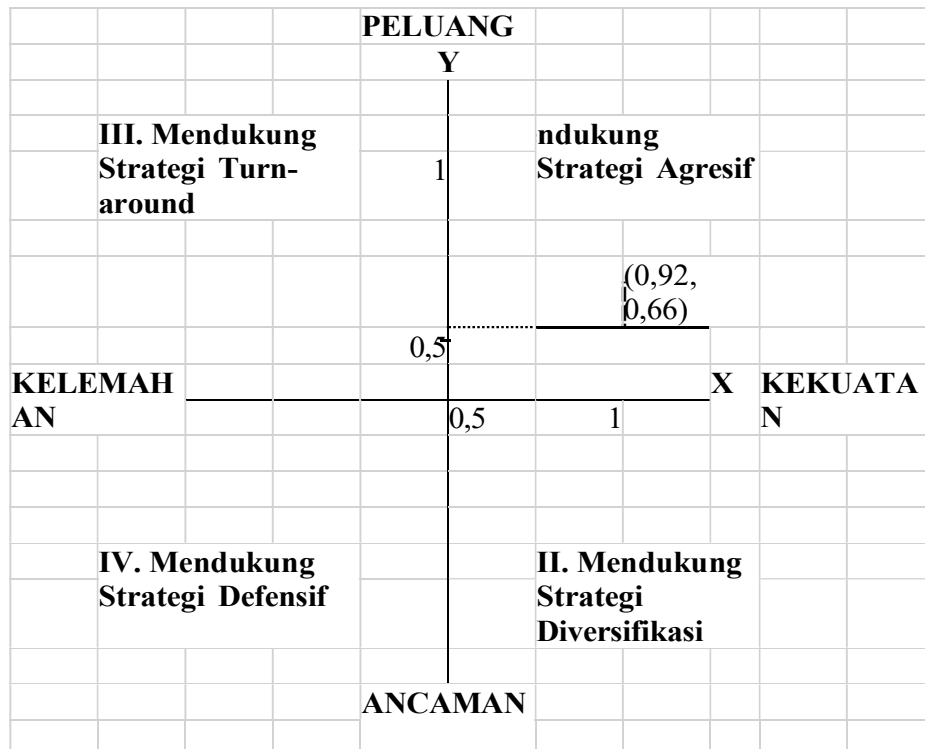 PELUANG
Y
III. Mendukung
Strategi Turn-
around
1
ndukung
Strategi Agresif
(0,92,
0,66)
0,5
KELEMAH
AN
X
KEKUATA
N
0,5
1
IV. Mendukung
Strategi Defensif
II. Mendukung
Strategi
Diversifikasi
ANCAMAN